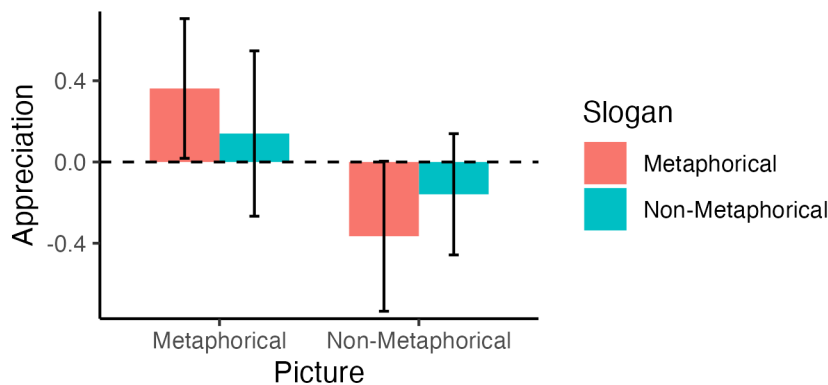 Appreciation
0.4
0.0
-0.4
Metaphorical
Non-Metaphorical
Picture
Slogan
Metaphorical
Non-Metaphorical